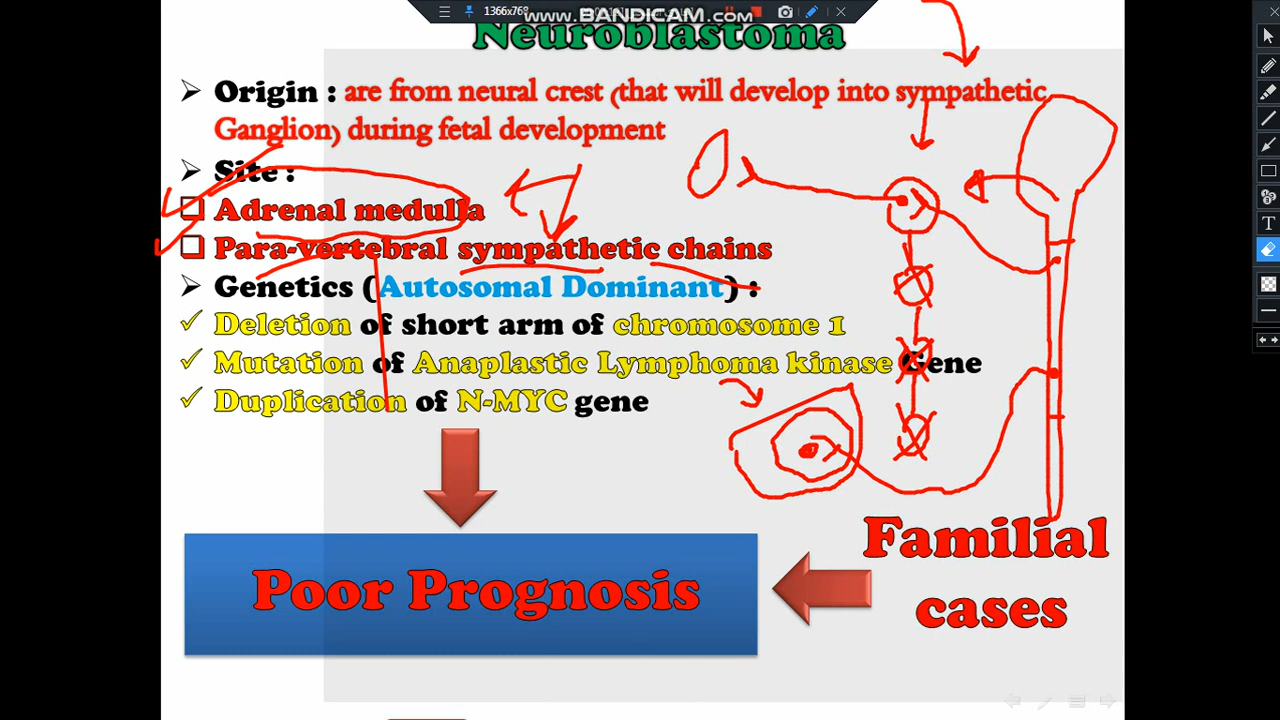 1366x768
www.BANDICAM.com
Neuroblastoma
Origin : are from neural crest (that will develop into sympathetic
Ganglion) during fetal development
Site :
Adrenal medulla
Para-vertebral sympathetic chains
Genetics (Autosomal Dominant) :
Deletion of short arm of chromosome 1
Mutation of Anaplastic Lymphoma kinase Gene
Duplication of N-MYC gene
Poor Prognosis
Familial
cases